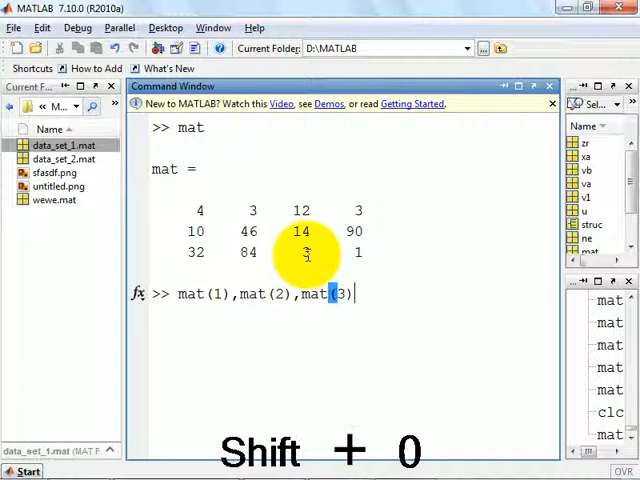 MATLAB 7.10.0 (R2010a)
File Edit Debug Parallel Desktop Window Help
Current Folder: D:\MATLAB
Shortcuts How to Add What's New
Current F...
Command Window
« M...
New to MATLAB? Watch this Video, see Demos, or read Getting Started.
Sel...
Name
data_set_1.mat
data_set_2.mat
sfasdf.png
untitled.png
wewe.mat
>> mat
mat =
4 3 12 3
10 46 14 90
32 84 3 1
fx >> mat(1),mat(2),mat(3)
Name
zr
xa
vb
va
v1
u
struc
ne
mat
mat
mat
mat
mat
clc
mat
Shift + 0
data_set_1.mat (MAT F
Start
OVR